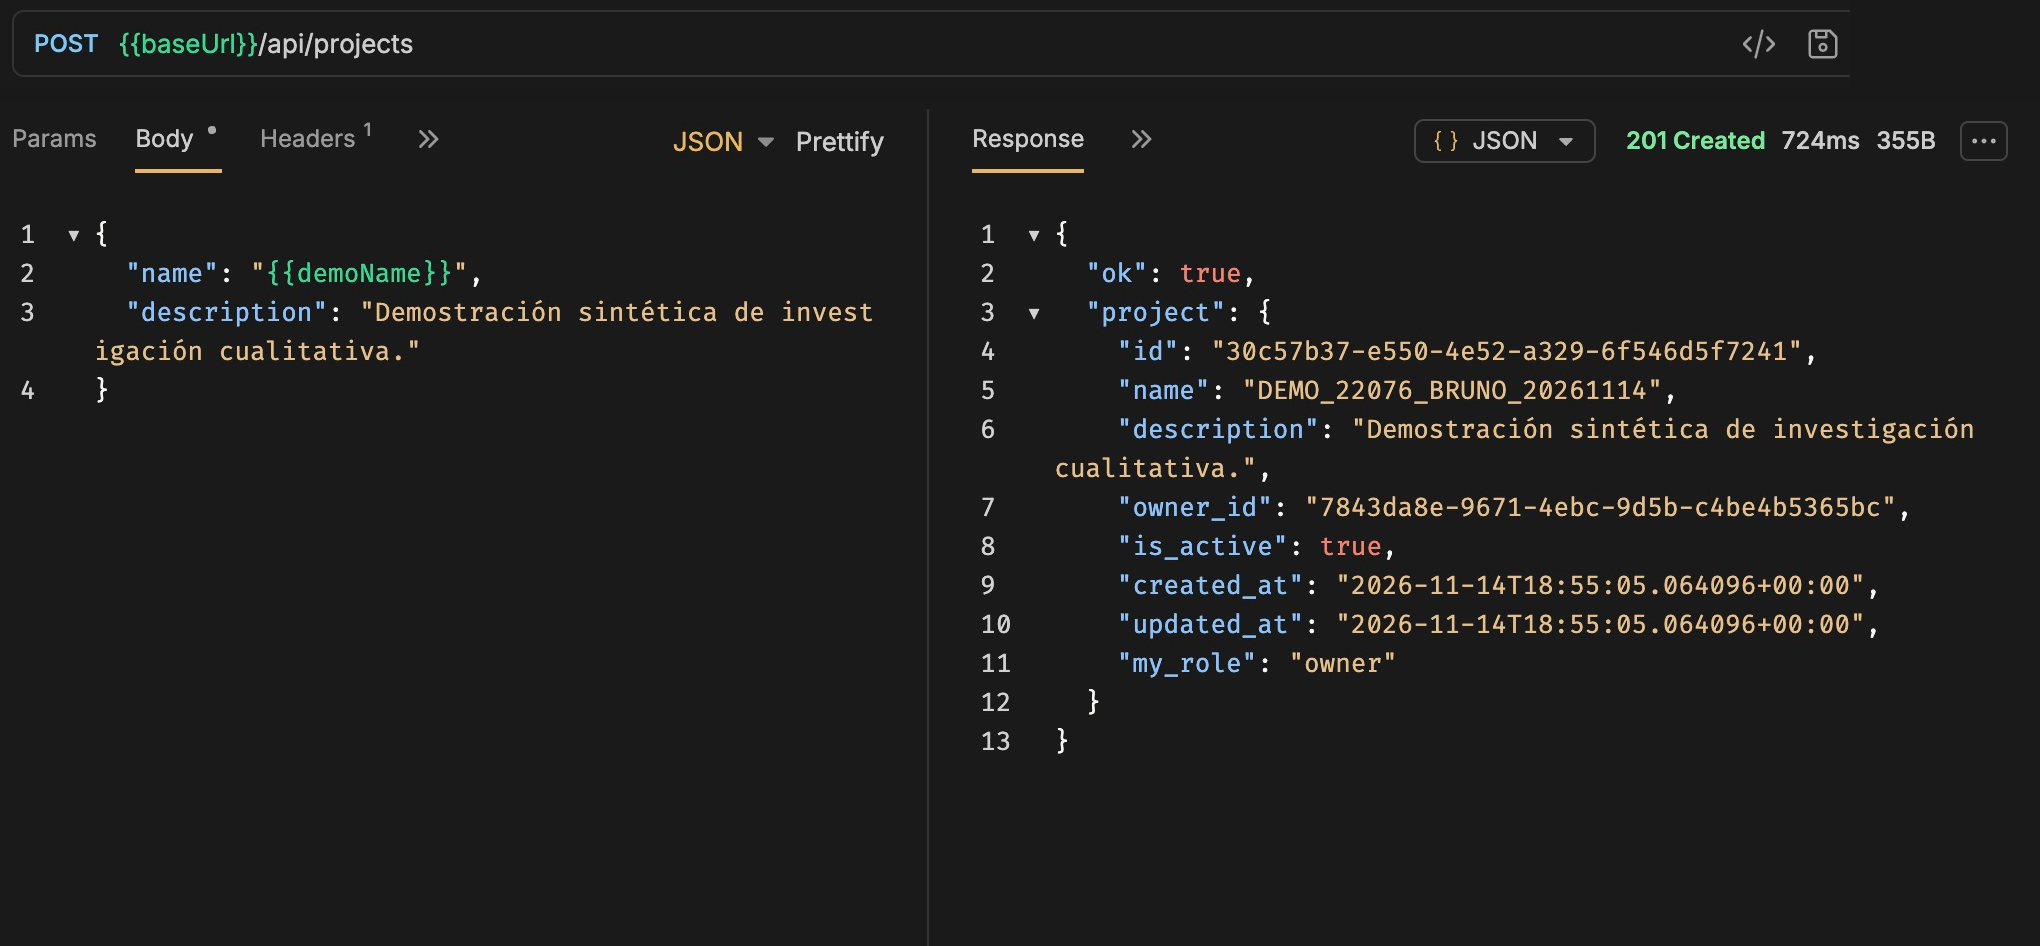 POST {{baseUrl}}/api/projects
Params Body Headers 1 JSON Prettify
1 {
2 "name": "{{demoName}}",
3 "description": "Demostración sintética de invest
igación cualitativa."
4 }
Response { } JSON 201 Created 724ms 355B
1 {
2 "ok": true,
3 "project": {
4 "id": "30c57b37-e550-4e52-a329-6f546d5f7241",
5 "name": "DEMO_22076_BRUNO_20261114",
6 "description": "Demostración sintética de investigación
cualitativa.",
7 "owner_id": "7843da8e-9671-4ebc-9d5b-c4be4b5365bc",
8 "is_active": true,
9 "created_at": "2026-11-14T18:55:05.064096+00:00",
10 "updated_at": "2026-11-14T18:55:05.064096+00:00",
11 "my_role": "owner"
12 }
13 }